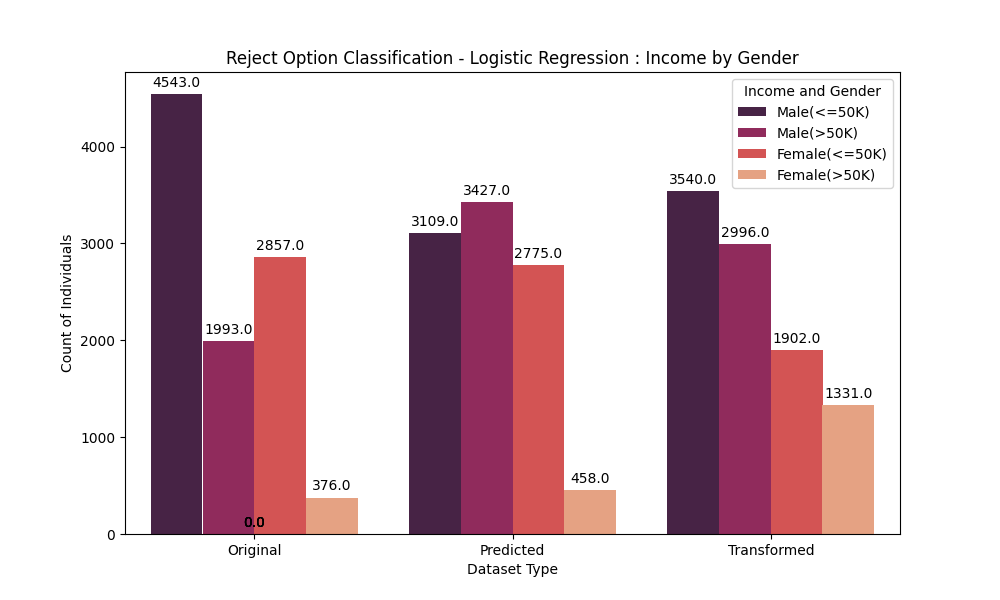 Reject Option Classification - Logistic Regression : Income by Gender
Count of Individuals
4000
3000
2000
1000
0
4543.0
1993.0
2857.0
376.0
0.0
3109.0
3427.0
2775.0
458.0
3540.0
2996.0
1902.0
1331.0
Income and Gender
Male(<=50K)
Male(>50K)
Female(<=50K)
Female(>50K)
Original
Predicted
Transformed
Dataset Type